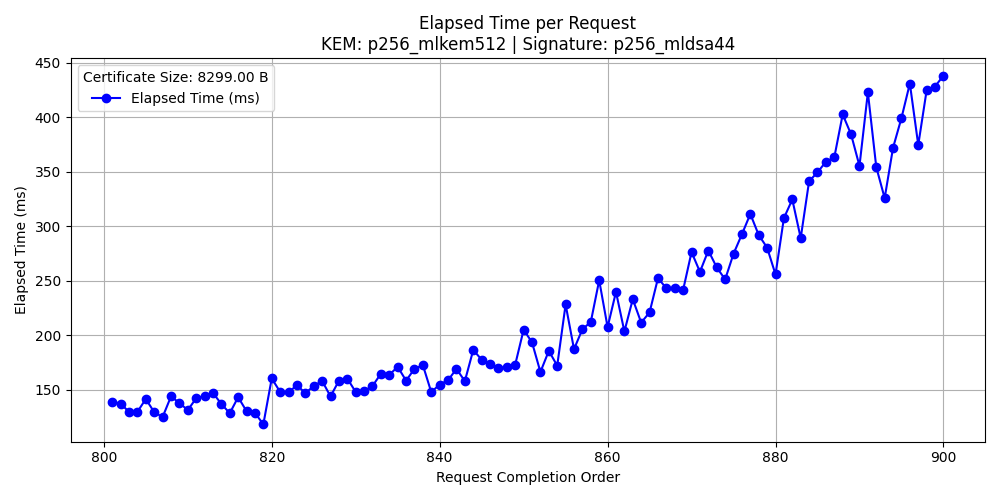 Elapsed Time per Request
KEM: p256_mlkem512 | Signature: p256_mldsa44
Certificate Size: 8299.00 B
Elapsed Time (ms)
Elapsed Time (ms)
450
400
350
300
250
200
150
800
820
840
860
880
900
Request Completion Order